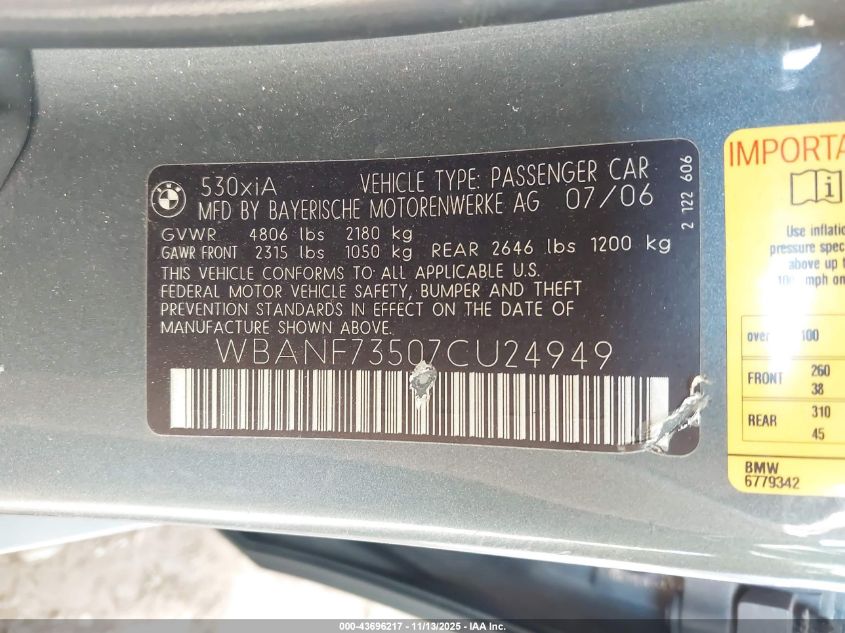 530xiA VEHICLE TYPE: PASSENGER CAR
MFD BY BAYERISCHE MOTORENWERKE AG 07/06
GVWR 4806 lbs 2180 kg
GAWR FRONT 2315 lbs 1050 kg REAR 2646 lbs 1200 kg
THIS VEHICLE CONFORMS TO ALL APPLICABLE U.S.
FEDERAL MOTOR VEHICLE SAFETY, BUMPER AND THEFT
PREVENTION STANDARDS IN EFFECT ON THE DATE OF
MANUFACTURE SHOWN ABOVE.
WBANF73507CU24949
2 122 606
BMW
IMPORTA
Use inflatio
pressure spec
above up t
mph on
over 100
FRONT 260
38
REAR 310
45
BMW
6779342
000-43696217 - 11/13/2025 - IAA Inc.